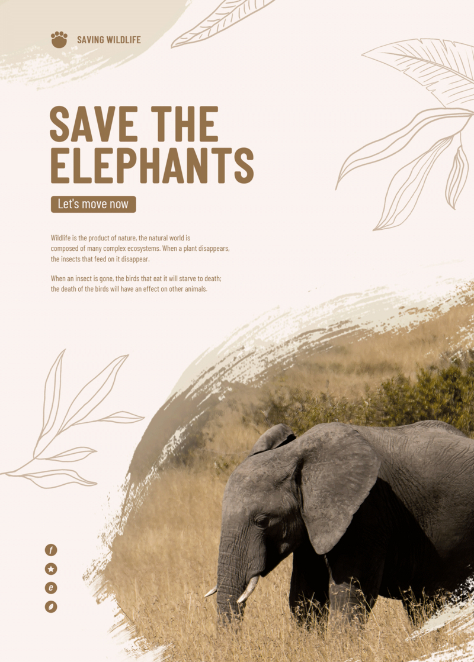 SAVING WILDLIFE
SAVE THE
ELEPHANTS
Let's move now
Wildlife is the product of nature, the natural world is
composed of many complex ecosystems. When a plant disappears,
the insects that feed on it disappear.
When an insect is gone, the birds that eat it will starve to death;
the death of the birds will have an effect on other animals.